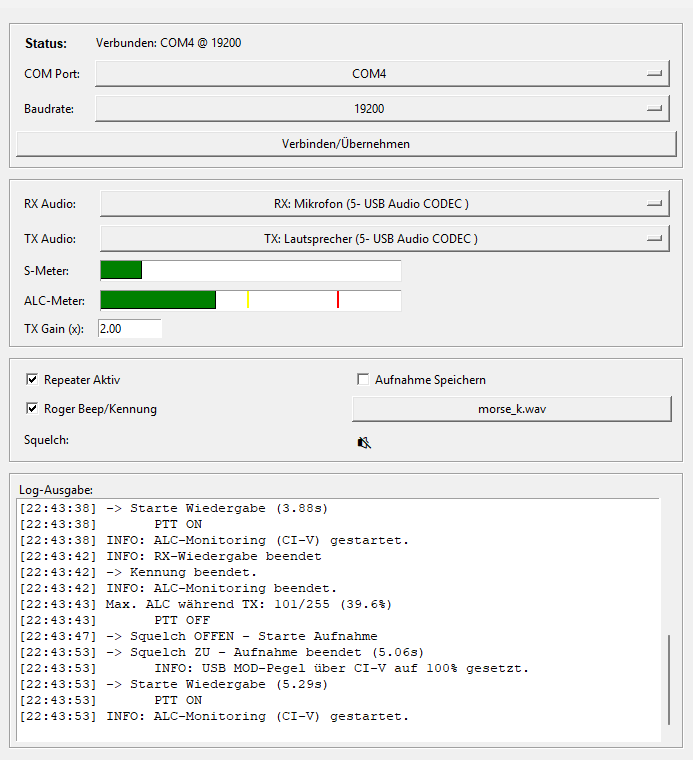 Status: Verbunden: COM4 @ 19200
COM Port: COM4
Baudrate: 19200
Verbinden/Übernehmen
RX Audio: RX: Mikrofon (5- USB Audio CODEC )
TX Audio: TX: Lautsprecher (5- USB Audio CODEC )
S-Meter:
ALC-Meter:
TX Gain (x): 2.00
Repeater Aktiv Aufnahme Speichern
Roger Beep/Kennung morse_k.wav
Squelch:
Log-Ausgabe:
[22:43:38] -> Starte Wiedergabe (3.88s)
[22:43:38] PTT ON
[22:43:38] INFO: ALC-Monitoring (CI-V) gestartet.
[22:43:42] INFO: RX-Wiedergabe beendet
[22:43:42] -> Kennung beendet.
[22:43:42] INFO: ALC-Monitoring beendet.
[22:43:43] Max. ALC während TX: 101/255 (39.6%)
[22:43:43] PTT OFF
[22:43:47] -> Squelch OFFEN - Starte Aufnahme
[22:43:53] -> Squelch ZU - Aufnahme beendet (5.06s)
[22:43:53] INFO: USB MOD-Pegel über CI-V auf 100% gesetzt.
[22:43:53] -> Starte Wiedergabe (5.29s)
[22:43:53] PTT ON
[22:43:53] INFO: ALC-Monitoring (CI-V) gestartet.